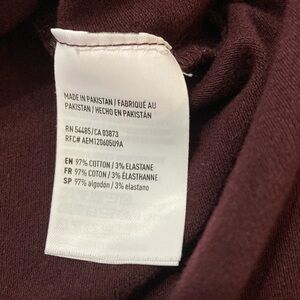 MADE IN PAKISTAN / FABRIQUÉ AU
PAKISTAN / HECHO EN PAKISTÁN
RN 54485/CA 03873
RFC# AEM120605U9A
EN 97% COTTON / 3% ELASTANE
FR 97% COTON / 3% ÉLASTHANNE
SP 97% algodón / 3% elastano